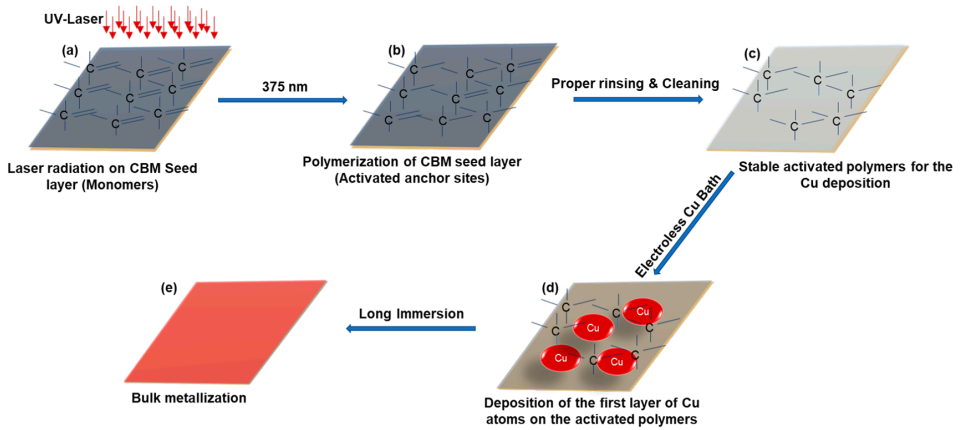 UV-Laser
(a)
C C C
C C C
C C C
Laser radiation on CBM Seed
layer (Monomers)
375 nm
(b)
C C C
C C C
C C C
Polymerization of CBM seed layer
(Activated anchor sites)
Proper rinsing & Cleaning
(c)
C C
C C
C C
Stable activated polymers for the
Cu deposition
Electroless Cu Bath
(d)
C C C
C C C
Cu Cu
Cu Cu
Deposition of the first layer of Cu
atoms on the activated polymers
Long Immersion
(e)
Bulk metallization